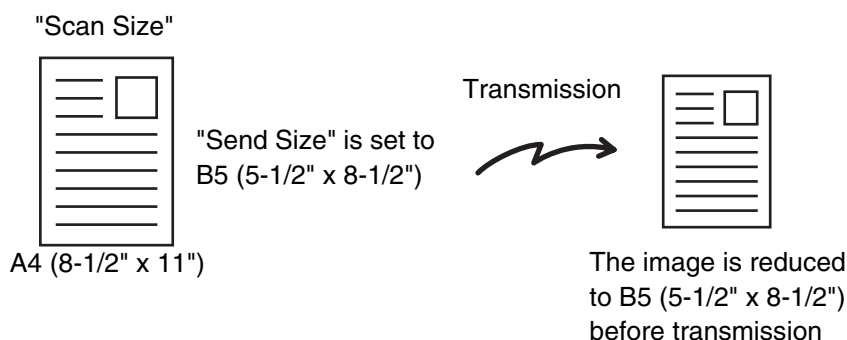 "Scan Size"
Transmission
"Send Size" is set to
B5 (5-1/2" x 8-1/2")
A4 (8-1/2" x 11")
The image is reduced
to B5 (5-1/2" x 8-1/2")
before transmission